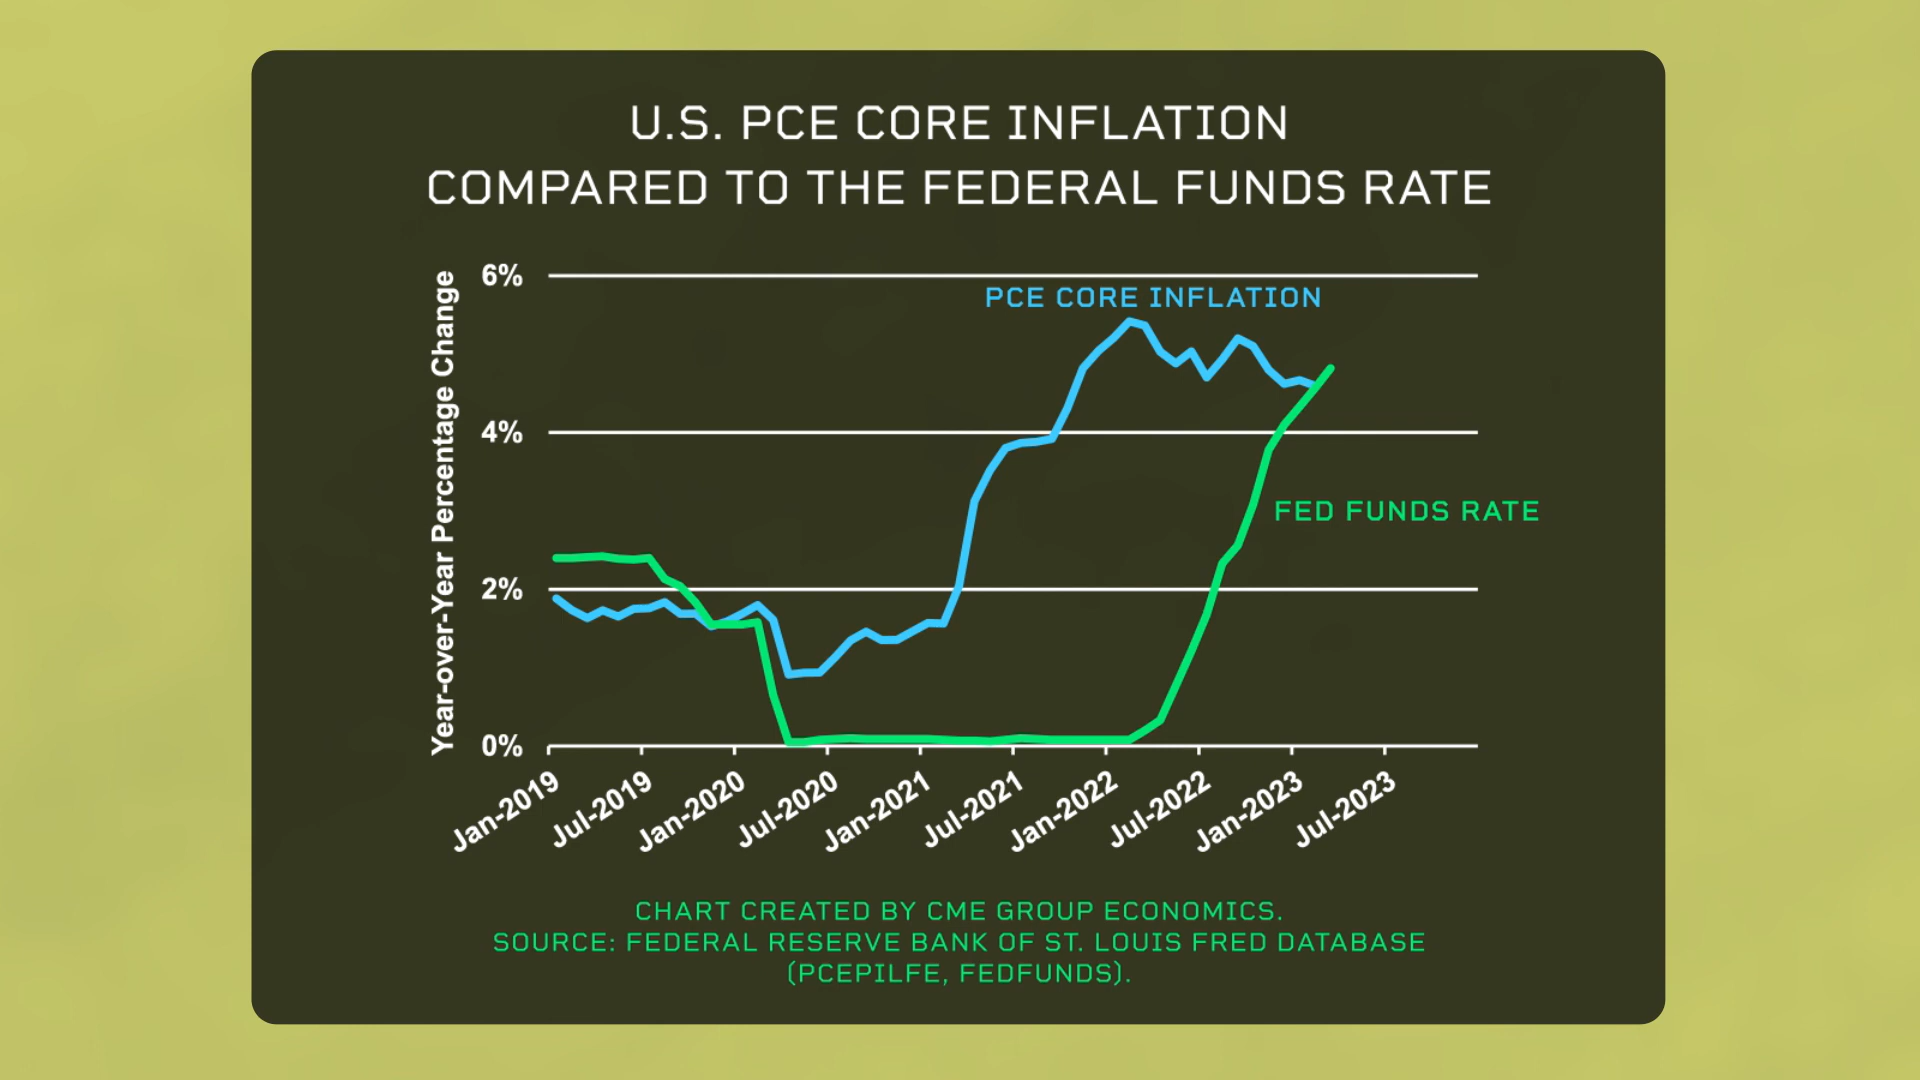 U.S. PCE CORE INFLATION
COMPARED TO THE FEDERAL FUNDS RATE
Year-over-Year Percentage Change
6%
4%
2%
0%
PCE CORE INFLATION
FED FUNDS RATE
Jan-2019
Jul-2019
Jan-2020
Jul-2020
Jan-2021
Jul-2021
Jan-2022
Jul-2022
Jan-2023
Jul-2023
CHART CREATED BY CME GROUP ECONOMICS.
SOURCE: FEDERAL RESERVE BANK OF ST. LOUIS FRED DATABASE
(PCEPILFE, FEDFUNDS).